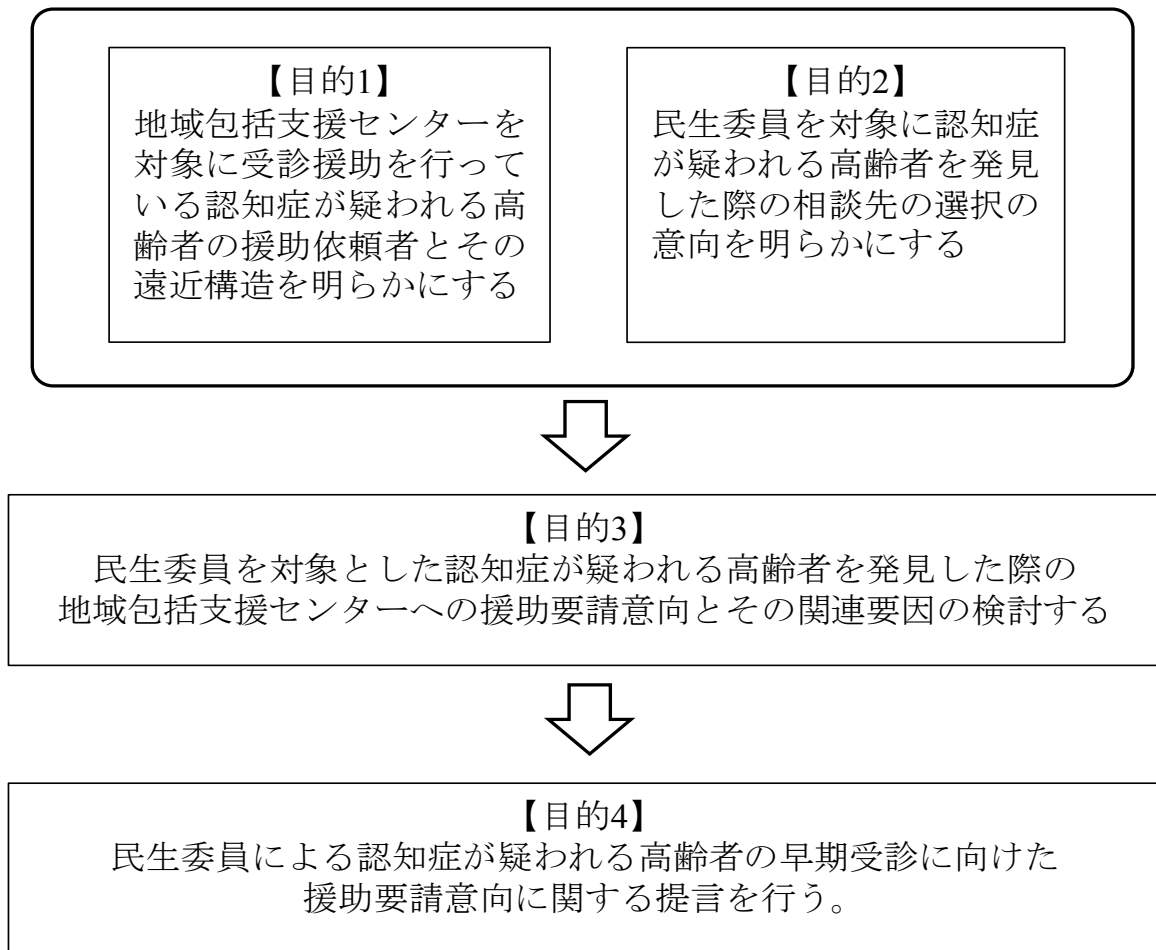 【目的1】
地域包括支援センターを
対象に受診援助を行って
いる認知症が疑われる高
齢者の援助依頼者とその
遠近構造を明らかにする
【目的2】
民生委員を対象に認知症
が疑われる高齢者を発見
した際の相談先の選択の
意向を明らかにする
【目的3】
民生委員を対象とした認知症が疑われる高齢者を発見した際の
地域包括支援センターへの援助要請意向とその関連要因の検討する
【目的4】
民生委員による認知症が疑われる高齢者の早期受診に向けた
援助要請意向に関する提言を行う。